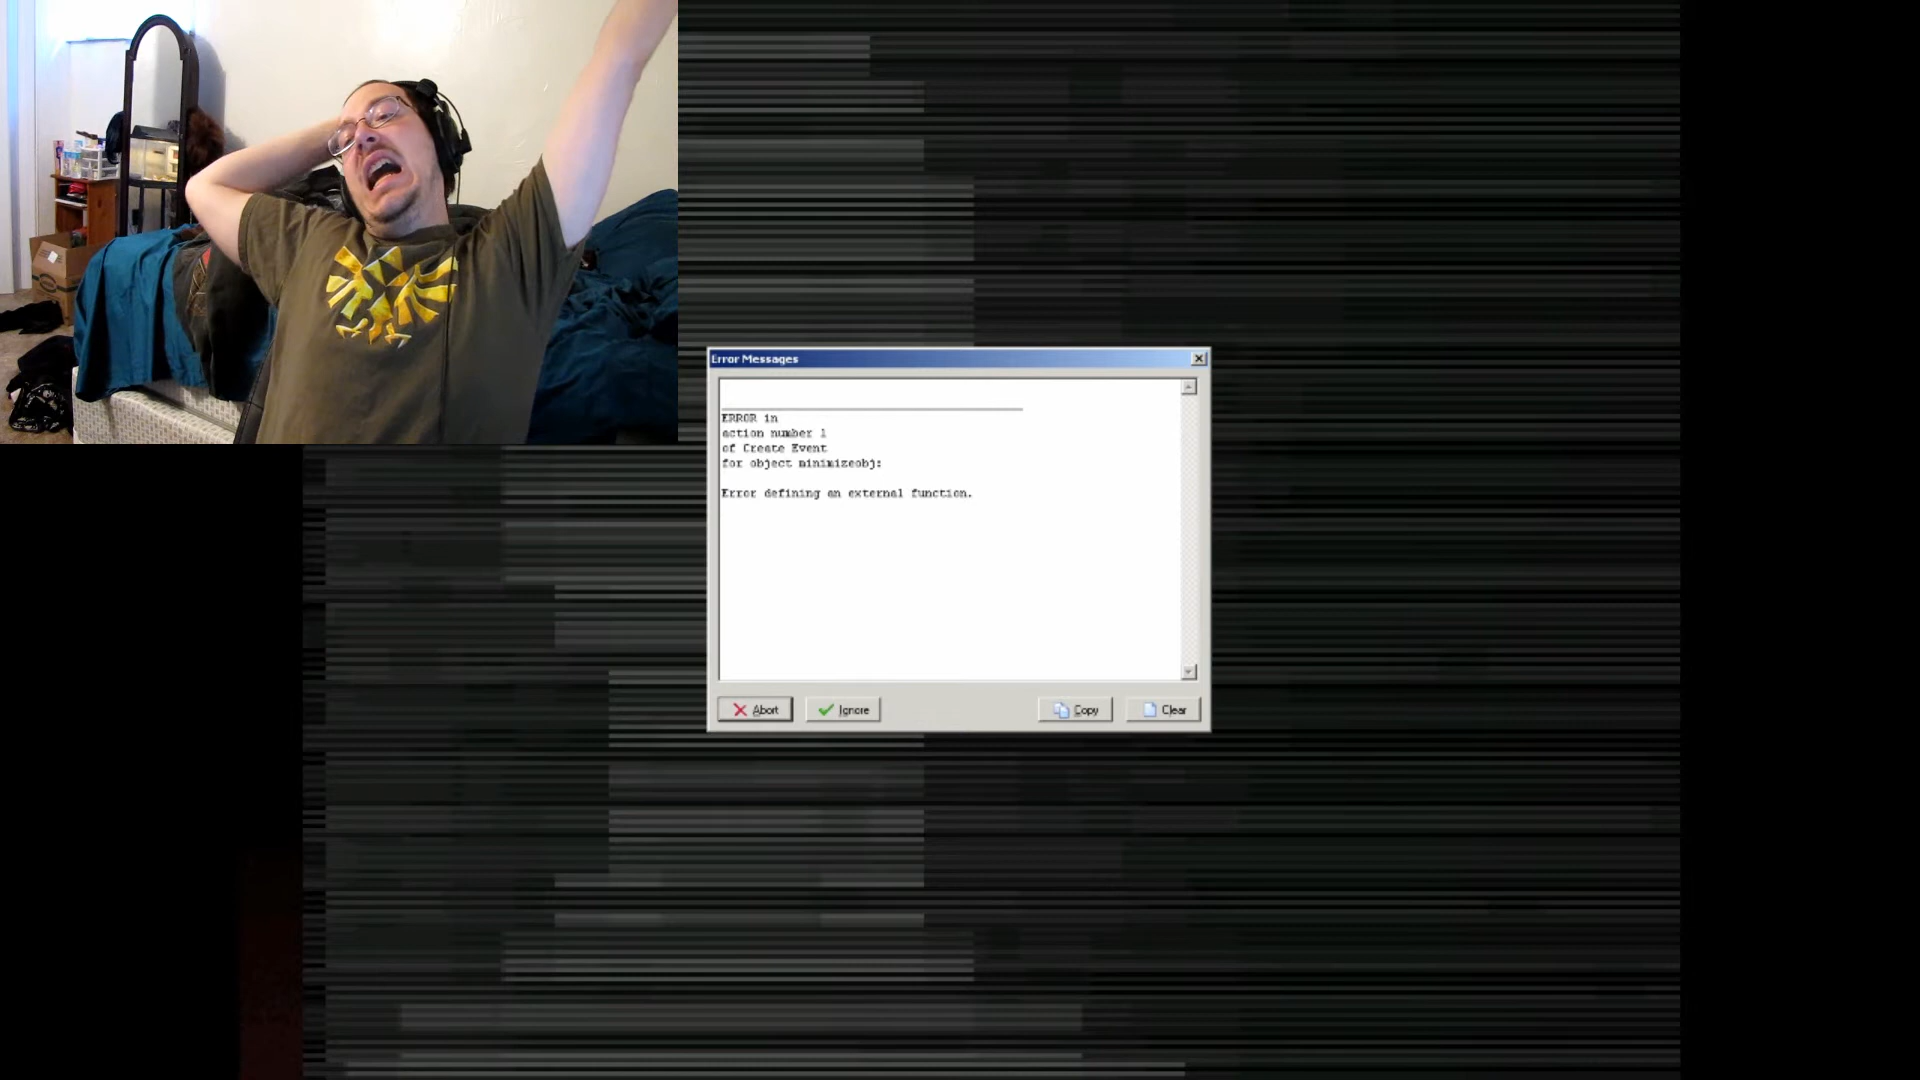 Error Messages
ERROR in
action number 1
of Create Event
for object minimizeobj:
Error defining an external function.
Abort
Ignore
Copy
Clear